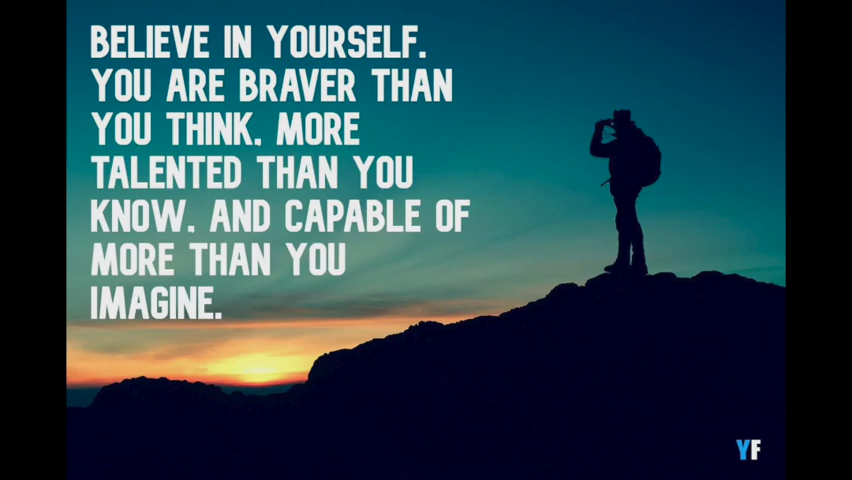 BELIEVE IN YOURSELF.
YOU ARE BRAVER THAN
YOU THINK, MORE
TALENTED THAN YOU
KNOW, AND CAPABLE OF
MORE THAN YOU
IMAGINE.
YF